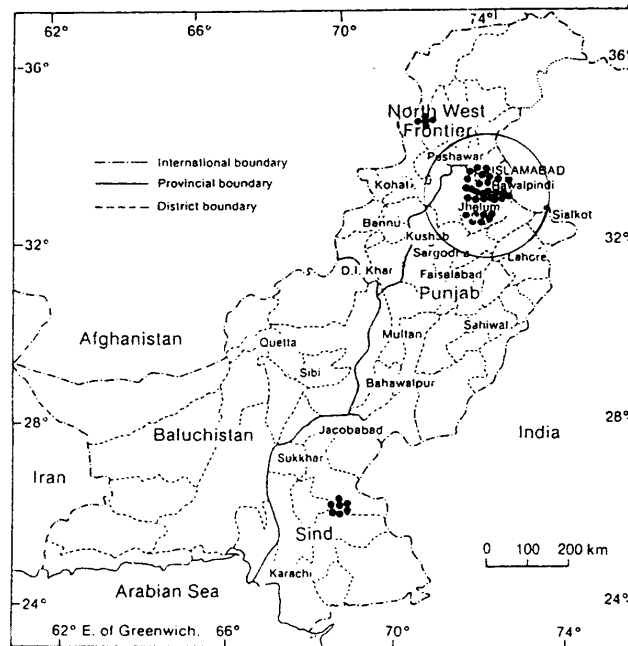 62° 66° 70° 74°
36° 36°
North West
Frontier
Peshawar
ISLAMABAD
Rawalpindi
Kohat
Jhelum
International boundary
Provincial boundary
District boundary
Bannu
Sialkot
32° 32°
Kushab
Sargodha
Lahore
D.I. Khar
Faisalabad
Punjab
Afghanistan
Multan
Sahiwal
Quetta
Sibi
Bahawalpur
28° 28°
Jacobabad
India
Baluchistan
Sukkhar
Iran
Sind
0 100 200 km
Karachi
Arabian Sea
24° 24°
62° E. of Greenwich. 66° 70° 74°